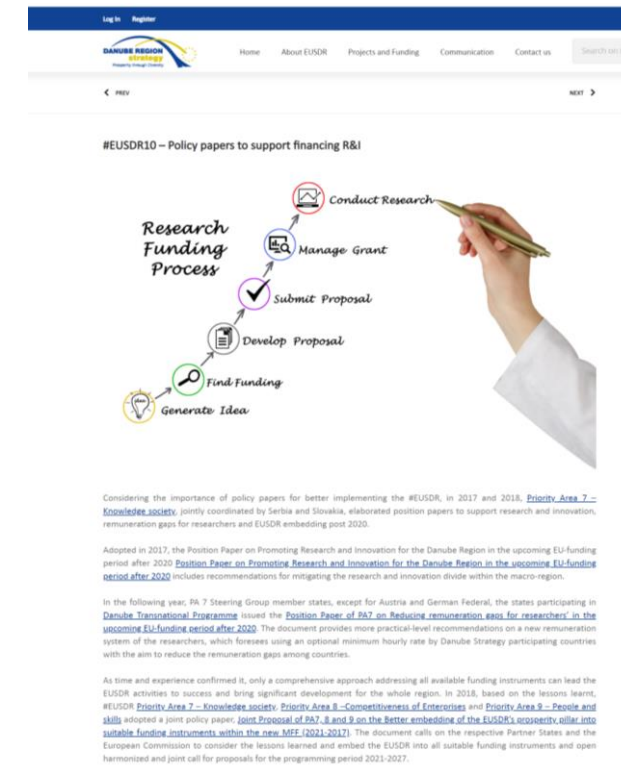 Log In Register
DANUBE REGION
strategy
Prosperity through Diversity
Home About EUSDR Projects and Funding Communication Contact us Search on
PREV NEXT
#EUSDR10 – Policy papers to support financing R&I
Research
Funding
Process
Conduct Research
Manage Grant
Submit Proposal
Develop Proposal
Find Funding
Generate Idea
Considering the importance of policy papers for better implementing the #EUSDR, in 2017 and 2018, Priority Area 7 –
Knowledge society, jointly coordinated by Serbia and Slovakia, elaborated position papers to support research and innovation,
remuneration gaps for researchers and EUSDR embedding post 2020.
Adopted in 2017, the Position Paper on Promoting Research and Innovation for the Danube Region in the upcoming EU-funding
period after 2020 Position Paper on Promoting Research and Innovation for the Danube Region in the upcoming EU-funding
period after 2020 includes recommendations for mitigating the research and innovation divide within the macro-region.
In the following year, PA 7 Steering Group member states, except for Austria and German Federal, the states participating in
Danube Transnational Programme issued the Position Paper of PA7 on Reducing remuneration gaps for researchers' in the
upcoming EU-funding period after 2020. The document provides more practical-level recommendations on a new remuneration
system of the researchers, which foresees using an optional minimum hourly rate by Danube Strategy participating countries
with the aim to reduce the remuneration gaps among countries.
As time and experience confirmed it, only a comprehensive approach addressing all available funding instruments can lead the
EUSDR activities to success and bring significant development for the whole region. In 2018, based on the lessons learnt,
#EUSDR Priority Area 7 – Knowledge society, Priority Area 8 –Competitiveness of Enterprises and Priority Area 9 – People and
skills adopted a joint policy paper, Joint Proposal of PA7, 8 and 9 on the Better embedding of the EUSDR's prosperity pillar into
suitable funding instruments within the new MFF (2021-2017). The document calls on the respective Partner States and the
European Commission to consider the lessons learned and embed the EUSDR into all suitable funding instruments and open
harmonized and joint call for proposals for the programming period 2021-2027.